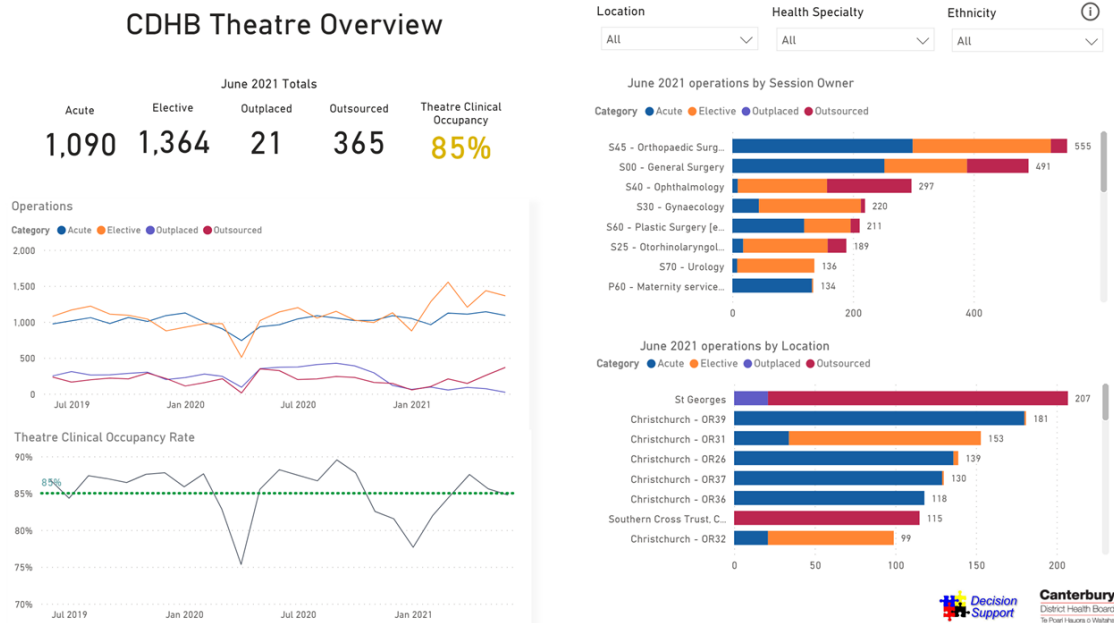 CDHB Theatre Overview
June 2021 Totals
Acute
Elective
Outplaced
Outsourced
Theatre Clinical
Occupancy
1,090
1,364
21
365
85%
Operations
Category Acute Elective Outplaced Outsourced
2,000
1,500
1,000
500
0
Jul 2019 Jan 2020 Jul 2020 Jan 2021
Theatre Clinical Occupancy Rate
90%
85%
85%
80%
75%
70%
Jul 2019 Jan 2020 Jul 2020 Jan 2021
Location
Health Specialty
Ethnicity
i
All
All
All
June 2021 operations by Session Owner
Category Acute Elective Outplaced Outsourced
S45 - Orthopaedic Surg... 555
S00 - General Surgery 491
S40 - Ophthalmology 297
S30 - Gynaecology 220
S60 - Plastic Surgery [e... 211
S25 - Otorhinolaryngol... 189
S70 - Urology 136
P60 - Maternity service... 134
0 200 400
June 2021 operations by Location
Category Acute Elective Outplaced Outsourced
St Georges 207
Christchurch - OR39 181
Christchurch - OR31 153
Christchurch - OR26 139
Christchurch - OR37 130
Christchurch - OR36 118
Southern Cross Trust, C... 115
Christchurch - OR32 99
0 50 100 150 200
Decision
Support
Canterbury
District Health Board
Te Poari Hauora o Waitaha